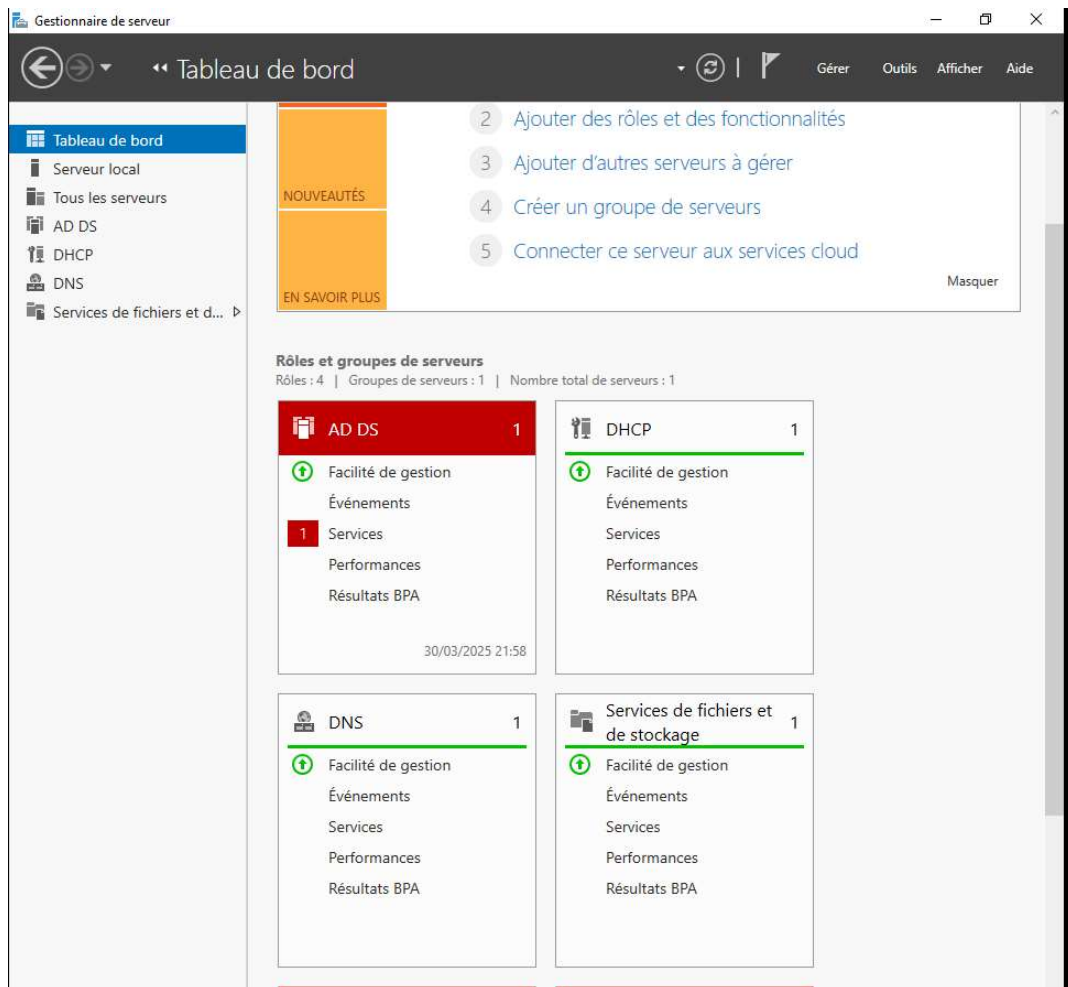 Gestionnaire de serveur
Tableau de bord
Gérer Outils Afficher Aide
Tableau de bord
Serveur local
Tous les serveurs
AD DS
DHCP
DNS
Services de fichiers et d...
NOUVEAUTÉS
EN SAVOIR PLUS
2 Ajouter des rôles et des fonctionnalités
3 Ajouter d'autres serveurs à gérer
4 Créer un groupe de serveurs
5 Connecter ce serveur aux services cloud
Masquer
Rôles et groupes de serveurs
Rôles : 4 | Groupes de serveurs : 1 | Nombre total de serveurs : 1
AD DS 1
Facilité de gestion
Événements
1 Services
Performances
Résultats BPA
30/03/2025 21:58
DHCP 1
Facilité de gestion
Événements
Services
Performances
Résultats BPA
DNS 1
Facilité de gestion
Événements
Services
Performances
Résultats BPA
Services de fichiers et
de stockage 1
Facilité de gestion
Événements
Services
Performances
Résultats BPA